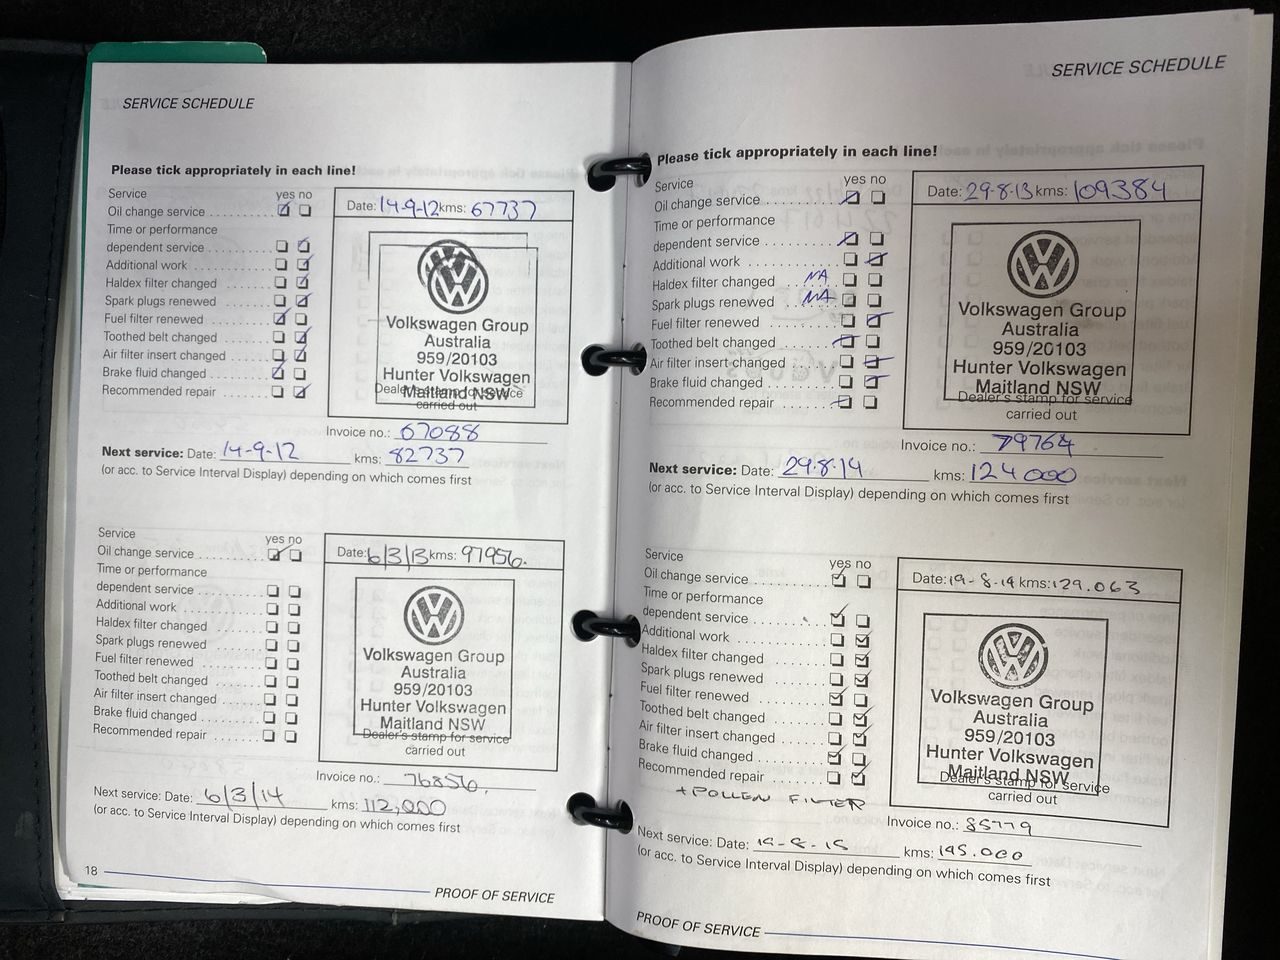 SERVICE SCHEDULE
Please tick appropriately in each line!
Service yes no
Oil change service
Time or performance
dependent service
Additional work
Haldex filter changed
Spark plugs renewed
Fuel filter renewed
Toothed belt changed
Air filter insert changed
Brake fluid changed
Recommended repair
Date: 14-9-12 kms: 67737
Volkswagen Group
Australia
959/20103
Hunter Volkswagen
Maitland NSW
Dealer's stamp for service
carried out
Invoice no.: 67088
Next service: Date: 14-9-12 kms: 82737
(or acc. to Service Interval Display) depending on which comes first
Service yes no
Oil change service
Time or performance
dependent service
Additional work
Haldex filter changed
Spark plugs renewed
Fuel filter renewed
Toothed belt changed
Air filter insert changed
Brake fluid changed
Recommended repair
Date: 6/3/13 kms: 97956.
Volkswagen Group
Australia
959/20103
Hunter Volkswagen
Maitland NSW
Dealer's stamp for service
carried out
Invoice no.: 76856.
Next service: Date: 6/3/14 kms: 112,000
(or acc. to Service Interval Display) depending on which comes first
18
PROOF OF SERVICE
SERVICE SCHEDULE
Please tick appropriately in each line!
Service yes no
Oil change service
Time or performance
dependent service
Additional work
Haldex filter changed NA
Spark plugs renewed NA
Fuel filter renewed
Toothed belt changed
Air filter insert changed
Brake fluid changed
Recommended repair
Date: 29-8-13 kms: 109384
Volkswagen Group
Australia
959/20103
Hunter Volkswagen
Maitland NSW
Dealer's stamp for service
carried out
Invoice no.: 79764
Next service: Date: 29.8.14 kms: 124000
(or acc. to Service Interval Display) depending on which comes first
Service yes no
Oil change service
Time or performance
dependent service
Additional work
Haldex filter changed
Spark plugs renewed
Fuel filter renewed
Toothed belt changed
Air filter insert changed
Brake fluid changed
Recommended repair
+ POLLEN FILTER
Date: 19-8-14 kms: 129.063
Volkswagen Group
Australia
959/20103
Hunter Volkswagen
Maitland NSW
Dealer's stamp for service
carried out
Invoice no.: 85779
Next service: Date: 19-8-15 kms: 145.000
(or acc. to Service Interval Display) depending on which comes first
PROOF OF SERVICE